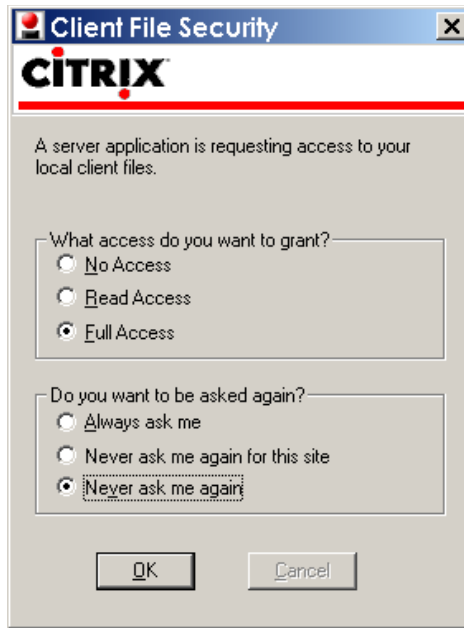 Client File Security
CİTRIX
A server application is requesting access to your
local client files.
What access do you want to grant?
No Access
Read Access
Full Access
Do you want to be asked again?
Always ask me
Never ask me again for this site
Never ask me again
OK
Cancel